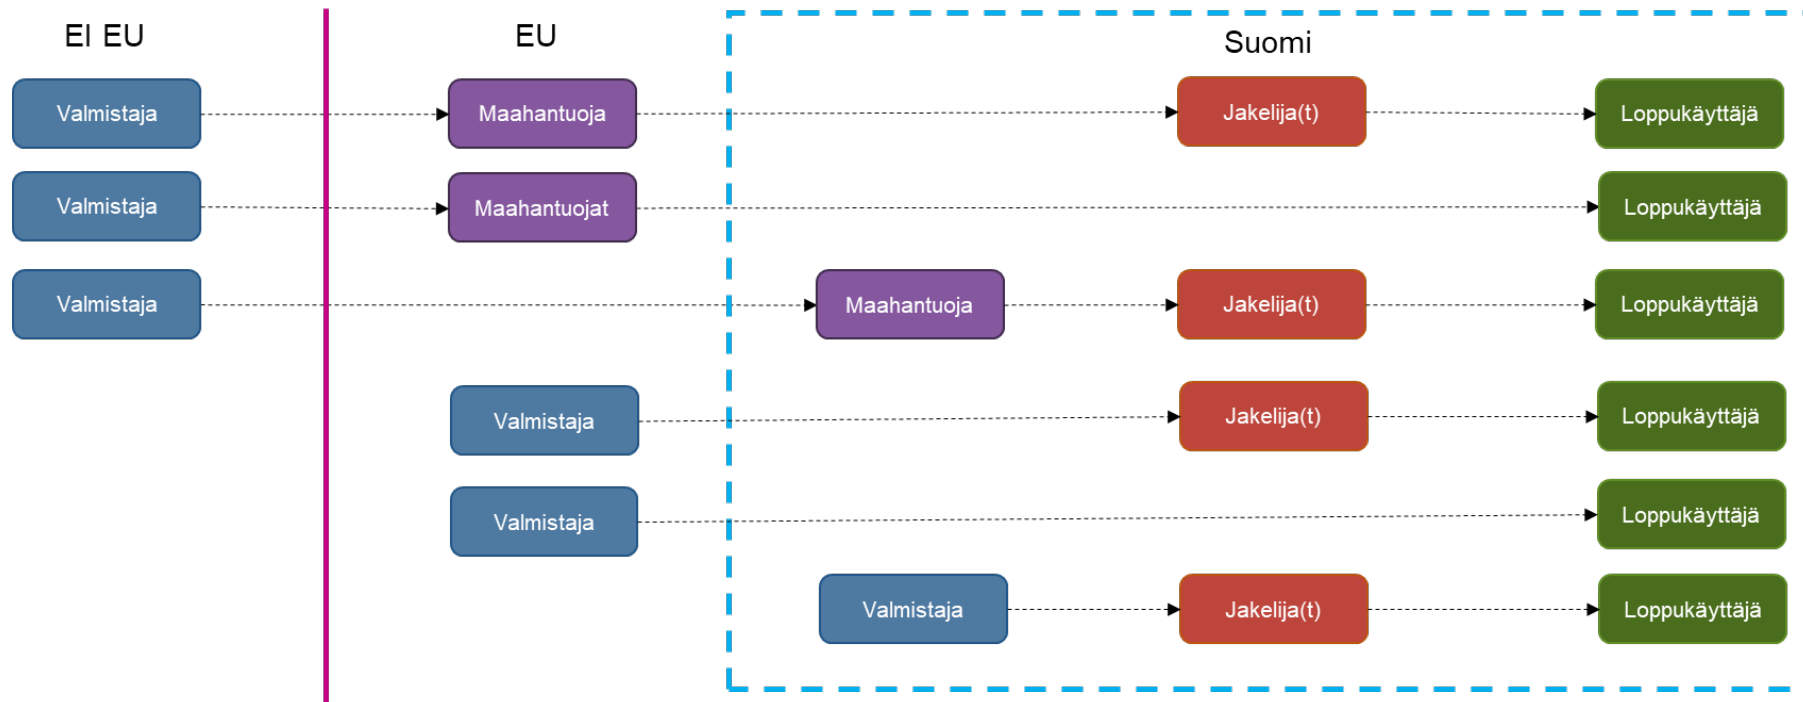 EI EU
EU
Suomi
Valmistaja
Maahantuoja
Jakelija(t)
Loppukäyttäjä
Valmistaja
Maahantuojat
Loppukäyttäjä
Valmistaja
Maahantuoja
Jakelija(t)
Loppukäyttäjä
Valmistaja
Jakelija(t)
Loppukäyttäjä
Valmistaja
Loppukäyttäjä
Valmistaja
Jakelija(t)
Loppukäyttäjä